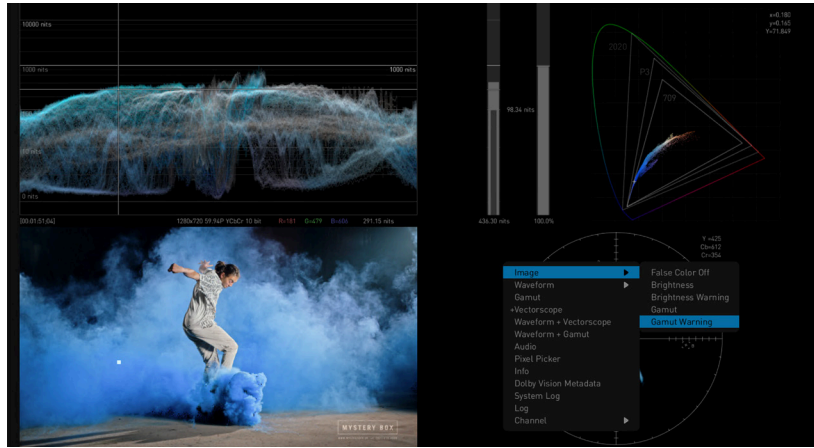 10000 nits
1000 nits
1000 nits
10 nits
0 nits
[00:01:51;04]
1280x720 59.94P YCbCr 10 bit
R=181
G=479
B=606
291.15 nits
98.34 nits
436.30 nits
100.0%
x=0.180
y=0.165
Y=71.849
2020
P3
709
Y =425
Cb=612
Cr=354
Image
Waveform
Gamut
+Vectorscope
Waveform + Vectorscope
Waveform + Gamut
Audio
Pixel Picker
Info
Dolby Vision Metadata
System Log
Log
Channel
False Color Off
Brightness
Brightness Warning
Gamut
Gamut Warning
MYSTERY BOX